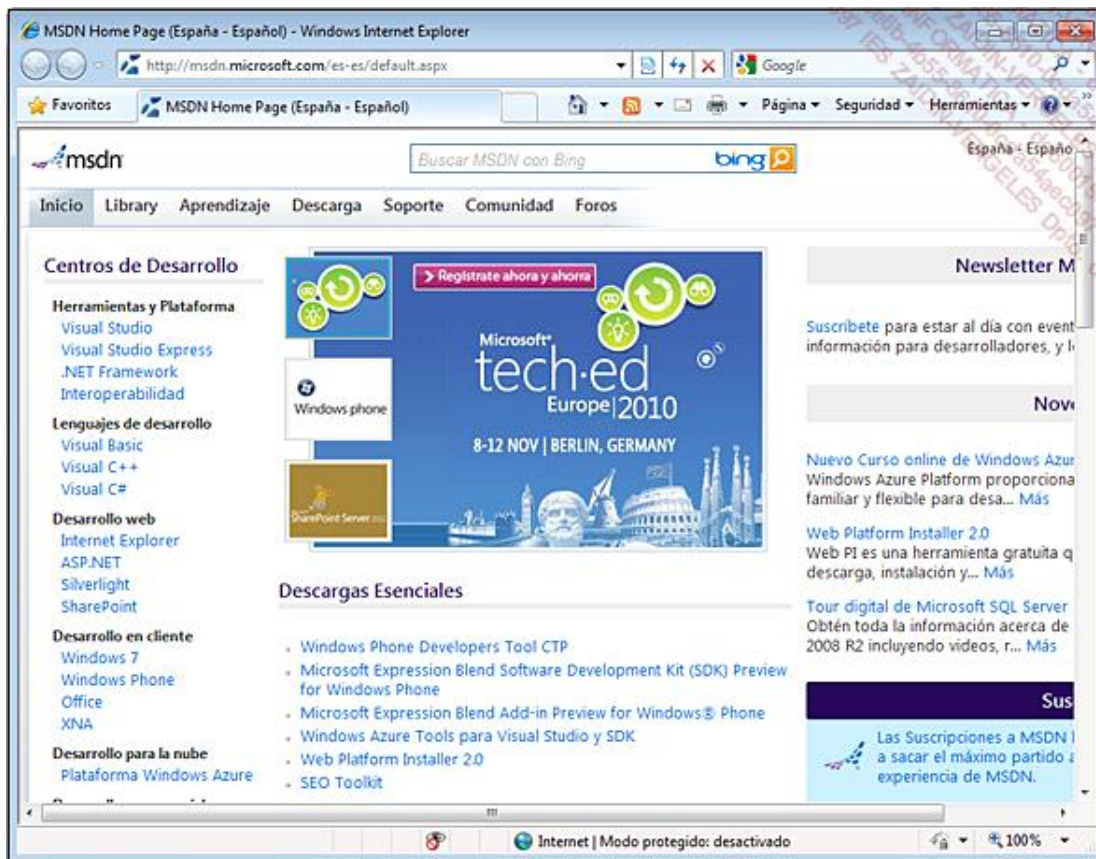 MSDN Home Page (España - Español) - Windows Internet Explorer
http://msdn.microsoft.com/es-es/default.aspx
Google
Favoritos
MSDN Home Page (España - Español)
Página
Seguridad
Herramientas
msdn
Buscar MSDN con Bing
bing
España - Españo
Inicio Library Aprendizaje Descarga Soporte Comunidad Foros
Centros de Desarrollo
Herramientas y Plataforma
Visual Studio
Visual Studio Express
.NET Framework
Interoperabilidad
Lenguajes de desarrollo
Visual Basic
Visual C++
Visual C#
Desarrollo web
Internet Explorer
ASP.NET
Silverlight
SharePoint
Desarrollo en cliente
Windows 7
Windows Phone
Office
XNA
Desarrollo para la nube
Plataforma Windows Azure
> Regístrate ahora y ahorra
Microsoft
tech·ed
Europe|2010
8-12 NOV | BERLIN, GERMANY
Windows phone
SharePoint Server
Descargas Esenciales
Windows Phone Developers Tool CTP
Microsoft Expression Blend Software Development Kit (SDK) Preview
for Windows Phone
Microsoft Expression Blend Add-in Preview for Windows® Phone
Windows Azure Tools para Visual Studio y SDK
Web Platform Installer 2.0
SEO Toolkit
Newsletter M
Suscríbete para estar al día con event
información para desarrolladores, y l
Nov
Nuevo Curso online de Windows Azur
Windows Azure Platform proporciona
familiar y flexible para desa... Más
Web Platform Installer 2.0
Web PI es una herramienta gratuita q
descarga, instalación y... Más
Tour digital de Microsoft SQL Server
Obtén toda la información acerca de
2008 R2 incluyendo videos, r... Más
Sus
Las Suscripciones a MSDN
a sacar el máximo partido a
experiencia de MSDN.
Internet | Modo protegido: desactivado
100%